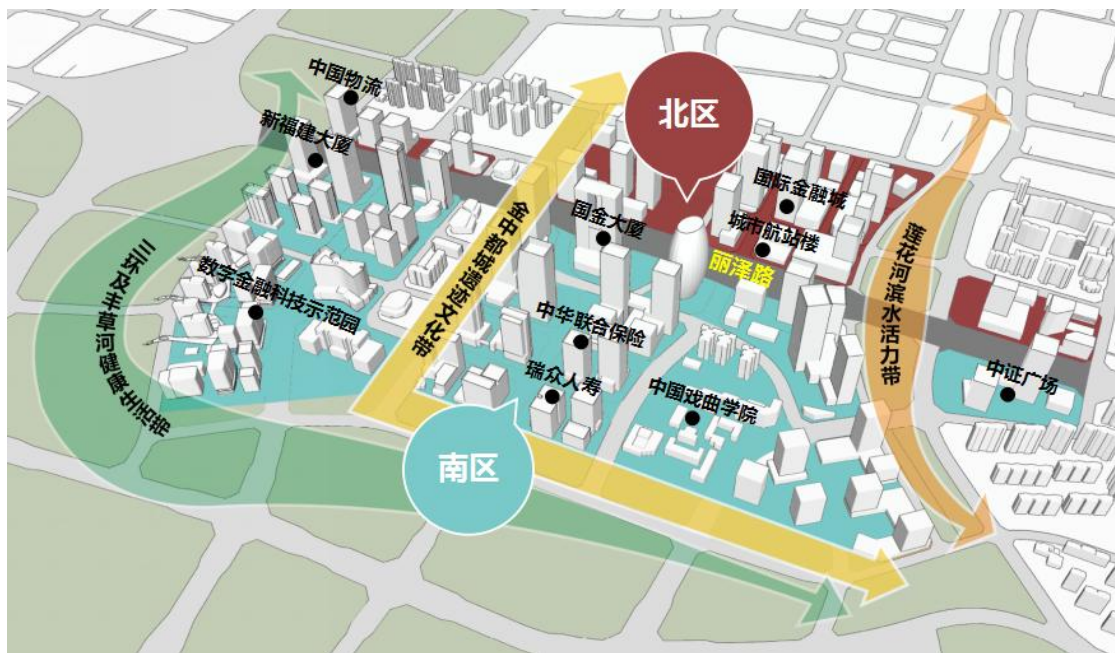 中国物流
北区
新福建大厦
国际金融城
国金大厦
城市航站楼
丽泽路
金中都城遗迹文化带
莲花河滨水活力带
三环及丰草河健康生活带
数字金融科技示范园
中华联合保险
瑞众人寿
中国戏曲学院
中证广场
南区